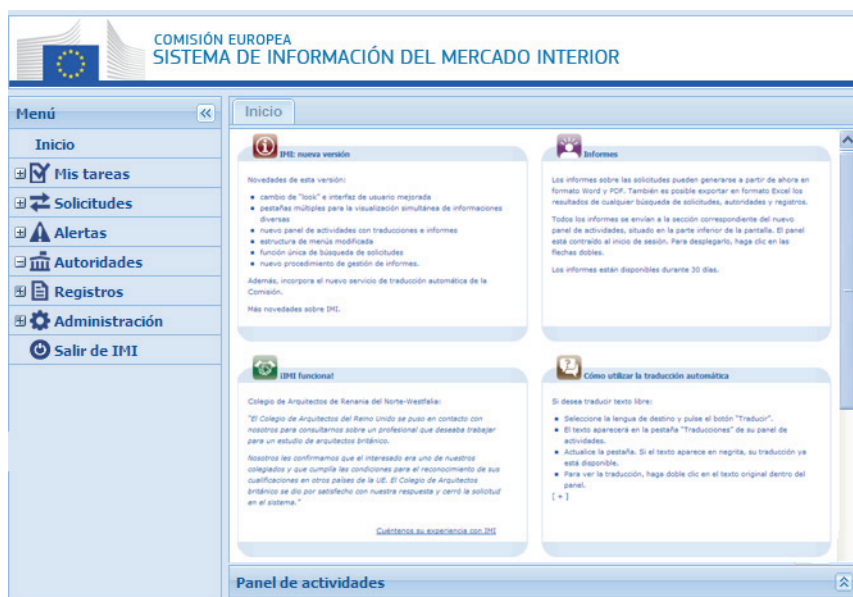 COMISIÓN EUROPEA
SISTEMA DE INFORMACIÓN DEL MERCADO INTERIOR
Menú
Inicio
Mis tareas
Solicitudes
Alertas
Autoridades
Registros
Administración
Salir de IMI
Inicio
IMI: nueva versión
Novedades de esta versión:
cambio de "look" e interfaz de usuario mejorada
pestañas múltiples para la visualización simultánea de informaciones
diversas
nuevo panel de actividades con traducciones e informes
estructura de menús modificada
función única de búsqueda de solicitudes
nuevo procedimiento de gestión de informes.
Además, incorpora el nuevo servicio de traducción automática de la
Comisión.
Más novedades sobre IMI.
Informes
Los informes sobre las solicitudes pueden generarse a partir de ahora en
formato Word y PDF. También es posible exportar en formato Excel los
resultados de cualquier búsqueda de solicitudes, autoridades y registros.
Todos los informes se envían a la sección correspondiente del nuevo
panel de actividades, situado en la parte inferior de la pantalla. El panel
está contraído al inicio de sesión. Para desplegarlo, haga clic en las
flechas dobles.
Los informes están disponibles durante 30 días.
¡IMI funciona!
Colegio de Arquitectos de Renania del Norte-Westfalia:
"El Colegio de Arquitectos del Reino Unido se puso en contacto con
nosotros para consultarnos sobre un profesional que deseaba trabajar
para un estudio de arquitectos británico.
Nosotros les confirmamos que el interesado era uno de nuestros
colegiados y que cumplía las condiciones para el reconocimiento de sus
cualificaciones en otros países de la UE. El Colegio de Arquitectos
británico se dio por satisfecho con nuestra respuesta y cerró la solicitud
en el sistema."
Cuéntenos su experiencia con IMI
Cómo utilizar la traducción automática
Si desea traducir texto libre:
Seleccione la lengua de destino y pulse el botón "Traducir".
El texto aparecerá en la pestaña "Traducciones" de su panel de
actividades.
Actualice la pestaña. Si el texto aparece en negrita, su traducción ya
está disponible.
Para ver la traducción, haga doble clic en el texto original dentro del
panel.
[ + ]
Panel de actividades